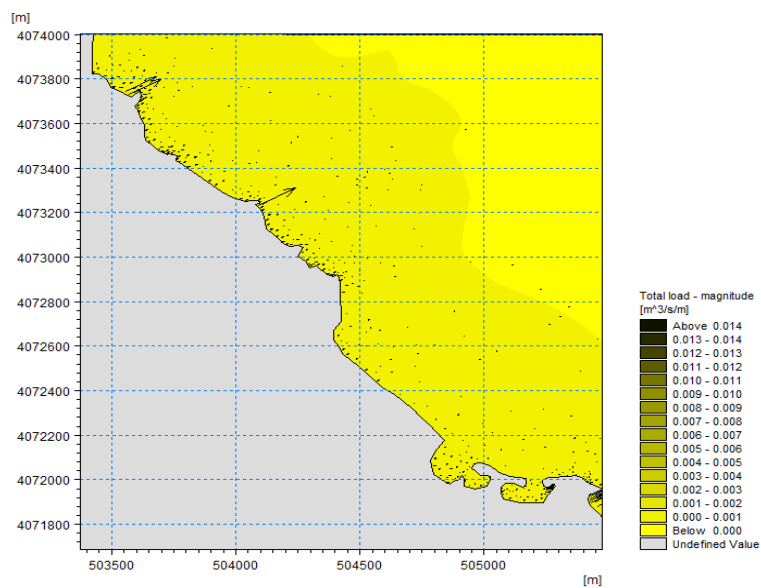 [m]
4074000
4073800
4073600
4073400
4073200
4073000
4072800
4072600
4072400
4072200
4072000
4071800
503500 504000 504500 505000
[m]
Total load - magnitude
[m^3/s/m]
Above 0.014
0.013 - 0.014
0.012 - 0.013
0.011 - 0.012
0.010 - 0.011
0.009 - 0.010
0.008 - 0.009
0.007 - 0.008
0.006 - 0.007
0.005 - 0.006
0.004 - 0.005
0.003 - 0.004
0.002 - 0.003
0.001 - 0.002
0.000 - 0.001
Below 0.000
Undefined Value